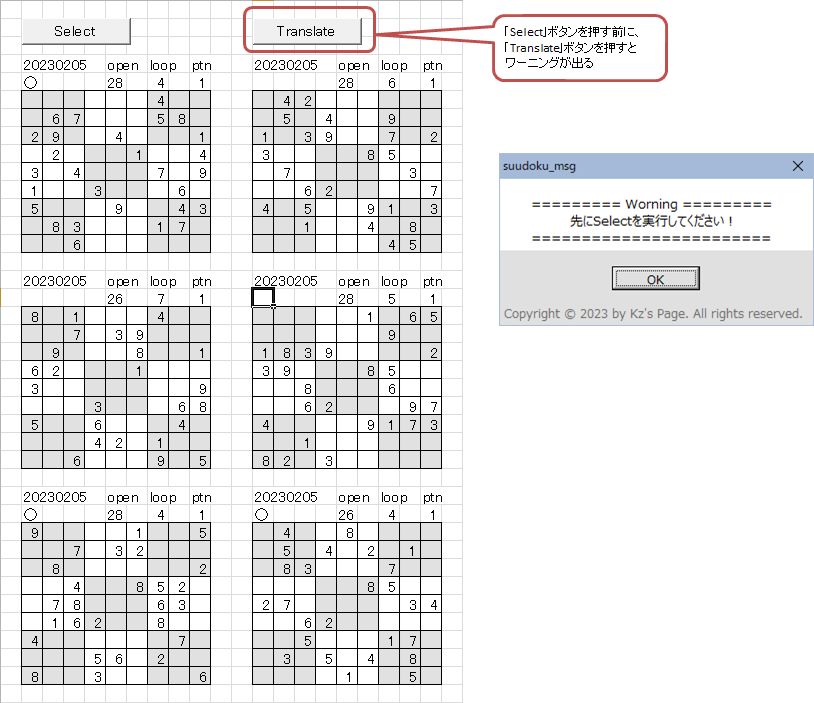 Select
Translate
「Select」ボタンを押す前に、
「Translate」ボタンを押すと
ワーニングが出る
20230205 open loop ptn
○ 28 4 1
4
6 7 5 8
2 9 4 1
2 1 4
3 4 7 9
1 3 6
5 9 4 3
8 3 1 7
6
20230205 open loop ptn
28 6 1
4 2
5 4 9
1 3 9 7 2
3 8 5
7 3
6 2 7
4 5 9 1 3
1 4 8
4 5
suudoku_msg
========= Worning =========
先にSelectを実行してください！
========================
OK
Copyright © 2023 by Kz's Page. All rights reserved.
20230205 open loop ptn
26 7 1
8 1 4
7 3 9
9 8 1
6 2 1
3 9
3 6 8
5 6 4
4 2 1
6 9 5
20230205 open loop ptn
28 5 1
1 6 5
9
1 8 3 9 2
3 9 8 5
8 6
6 2 9 7
4 9 1 7 3
1
8 2 3
20230205 open loop ptn
○ 28 4 1
9 1 5
7 3 2
8 2
4 8 5 2
7 8 6 3
1 6 2 8
4 7
5 6 2
8 3 6
20230205 open loop ptn
○ 26 4 1
4 8
5 4 2 1
8 3 7
8 5
2 7 3 4
6 2
5 1 7
3 5 4 8
1 5